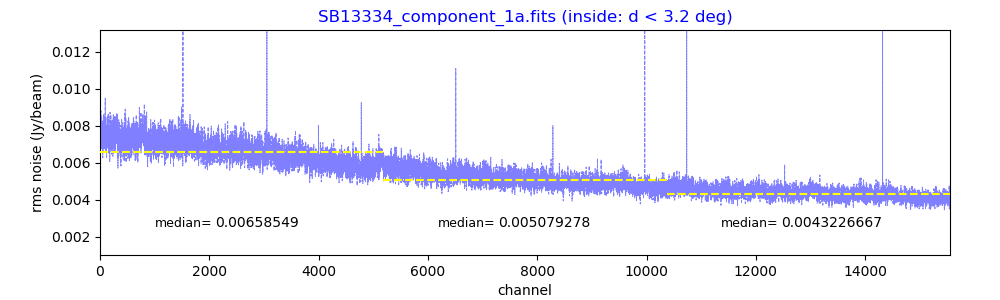 SB13334_component_1a.fits (inside: d < 3.2 deg)
rms noise (Jy/beam)
0.012
0.010
0.008
0.006
0.004
0.002
median= 0.00658549
median= 0.005079278
median= 0.0043226667
0 2000 4000 6000 8000 10000 12000 14000
channel